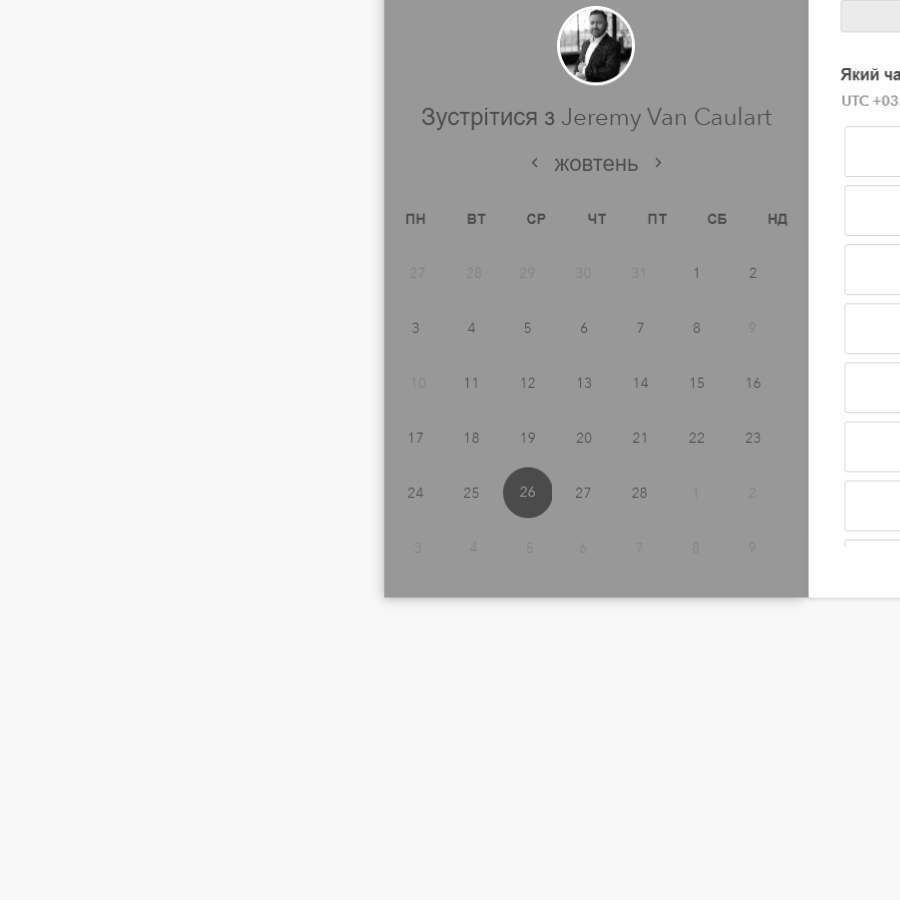 Зустрітися з Jeremy Van Caulart
‹ жовтень ›
ПН ВТ СР ЧТ ПТ СБ НД
27 28 29 30 31 1 2
3 4 5 6 7 8 9
10 11 12 13 14 15 16
17 18 19 20 21 22 23
24 25 26 27 28 1 2
3 4 5 6 7 8 9
Який ча
UTC +03: